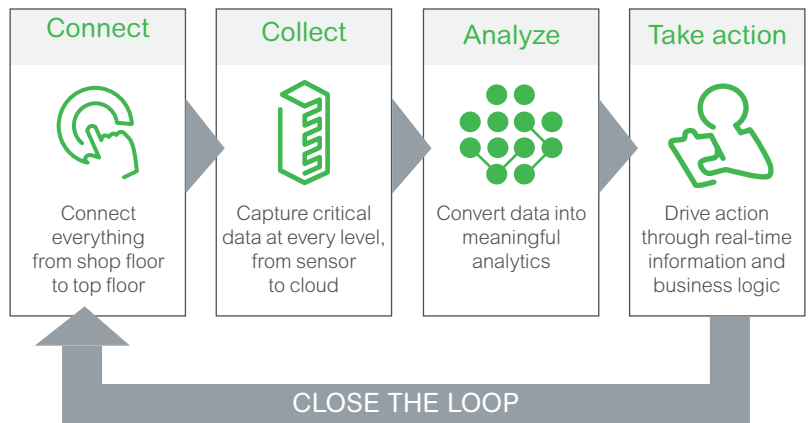 Connect
Connect
everything
from shop floor
to top floor
Collect
Capture critical
data at every level,
from sensor
to cloud
Analyze
Convert data into
meaningful
analytics
Take action
Drive action
through real-time
information and
business logic
CLOSE THE LOOP